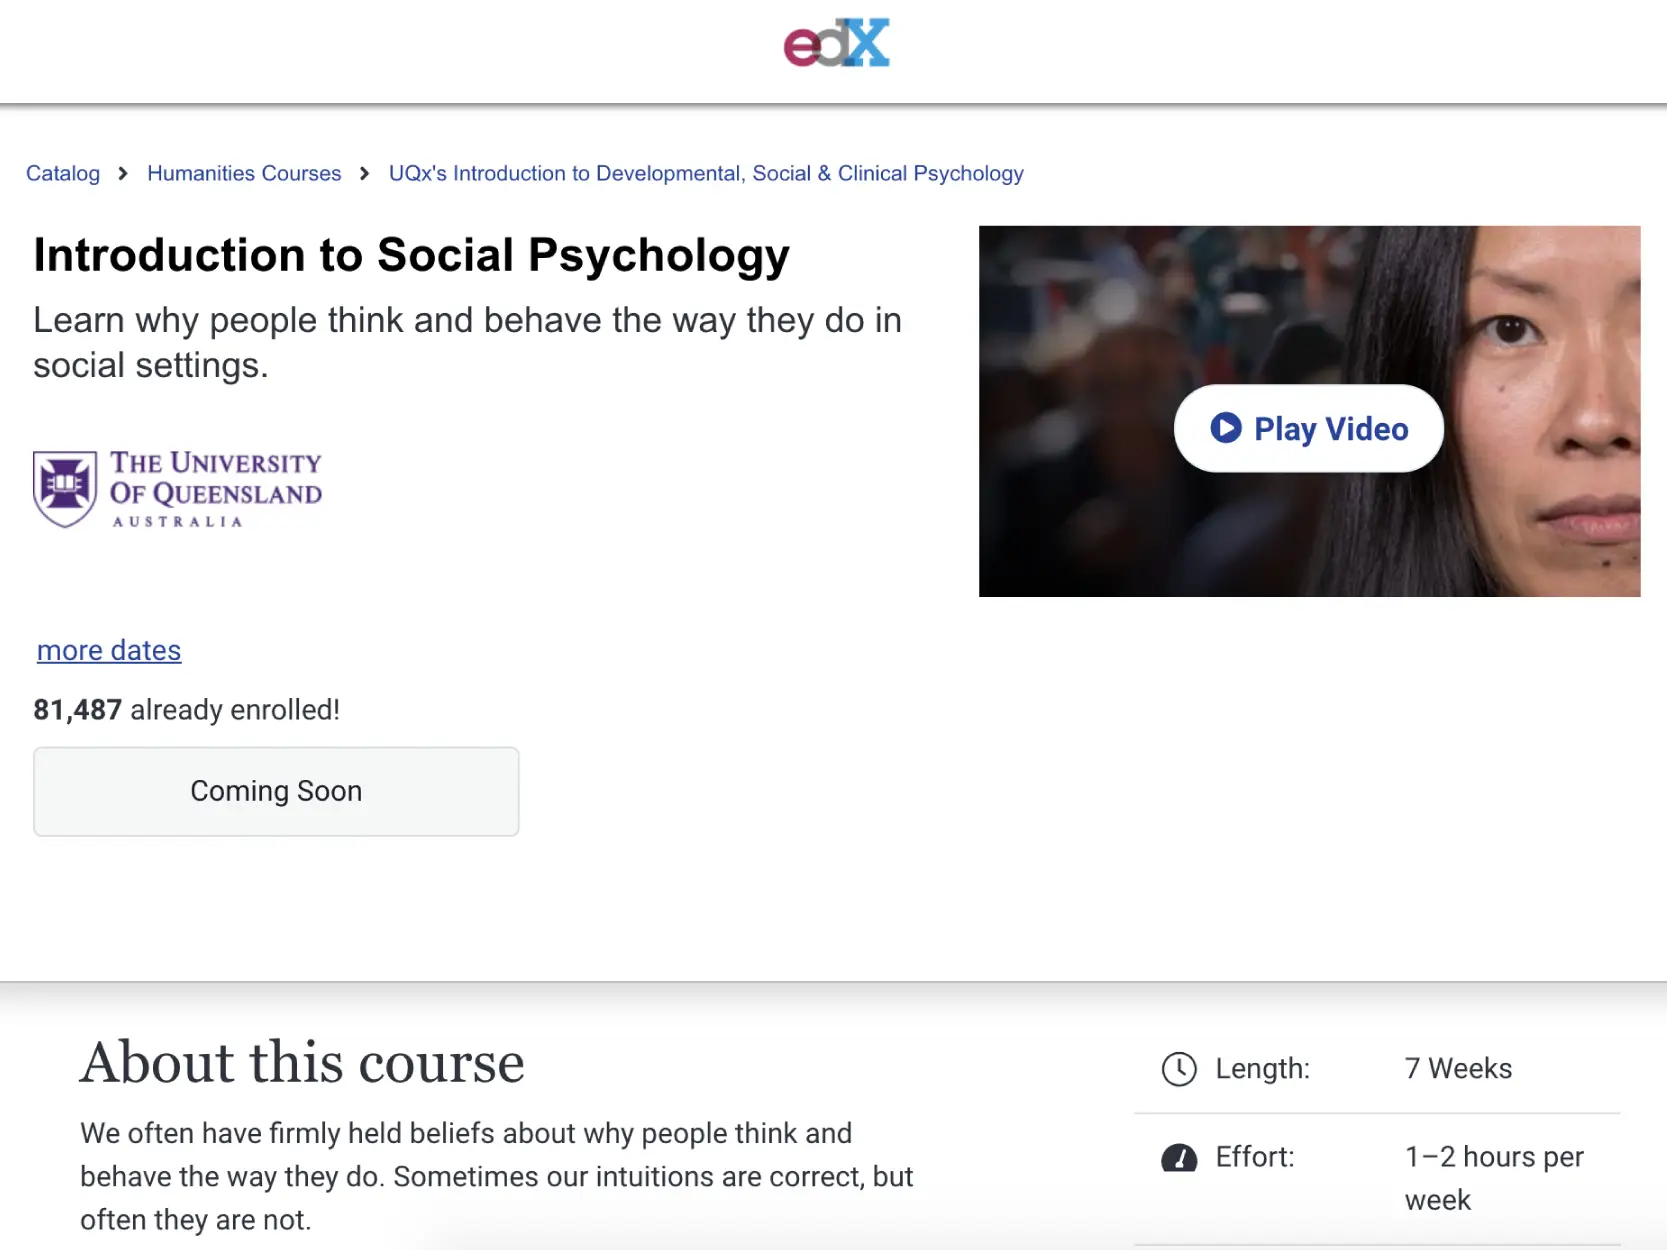 edX
Catalog > Humanities Courses > UQx's Introduction to Developmental, Social & Clinical Psychology
Introduction to Social Psychology
Learn why people think and behave the way they do in
social settings.
THE UNIVERSITY
OF QUEENSLAND
AUSTRALIA
Play Video
more dates
81,487 already enrolled!
Coming Soon
About this course
We often have firmly held beliefs about why people think and
behave the way they do. Sometimes our intuitions are correct, but
often they are not.
Length: 7 Weeks
Effort: 1–2 hours per
week